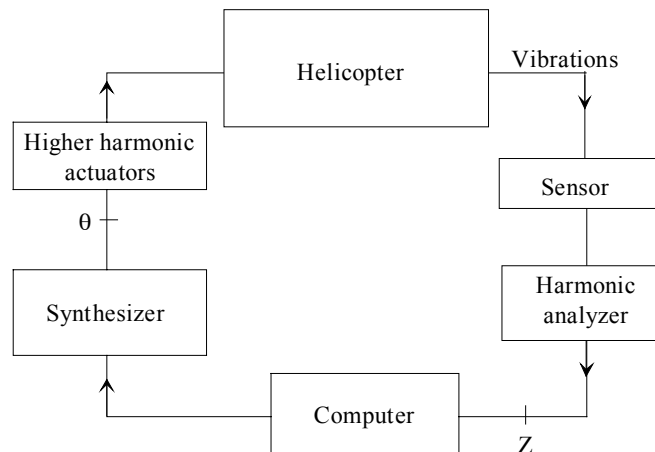 Helicopter
Vibrations
Higher harmonic
actuators
Sensor
θ
Harmonic
analyzer
Synthesizer
Computer
Z